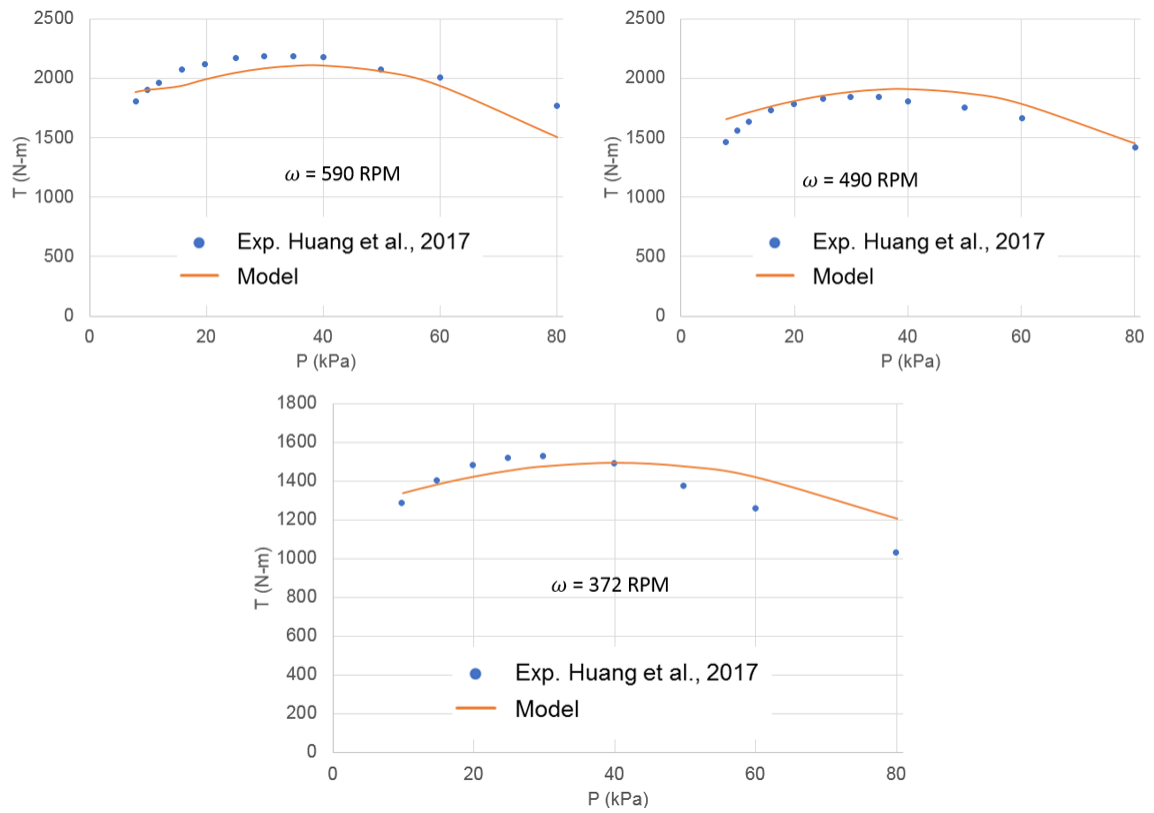 2500
2000
1500
1000
500
0
T (N-m)
0 20 40 60 80
P (kPa)
ω = 590 RPM
Exp. Huang et al., 2017
Model
2500
2000
1500
1000
500
0
T (N-m)
0 20 40 60 80
P (kPa)
ω = 490 RPM
Exp. Huang et al., 2017
Model
1800
1600
1400
1200
1000
800
600
400
200
0
T (N-m)
0 20 40 60 80
P (kPa)
ω = 372 RPM
Exp. Huang et al., 2017
Model